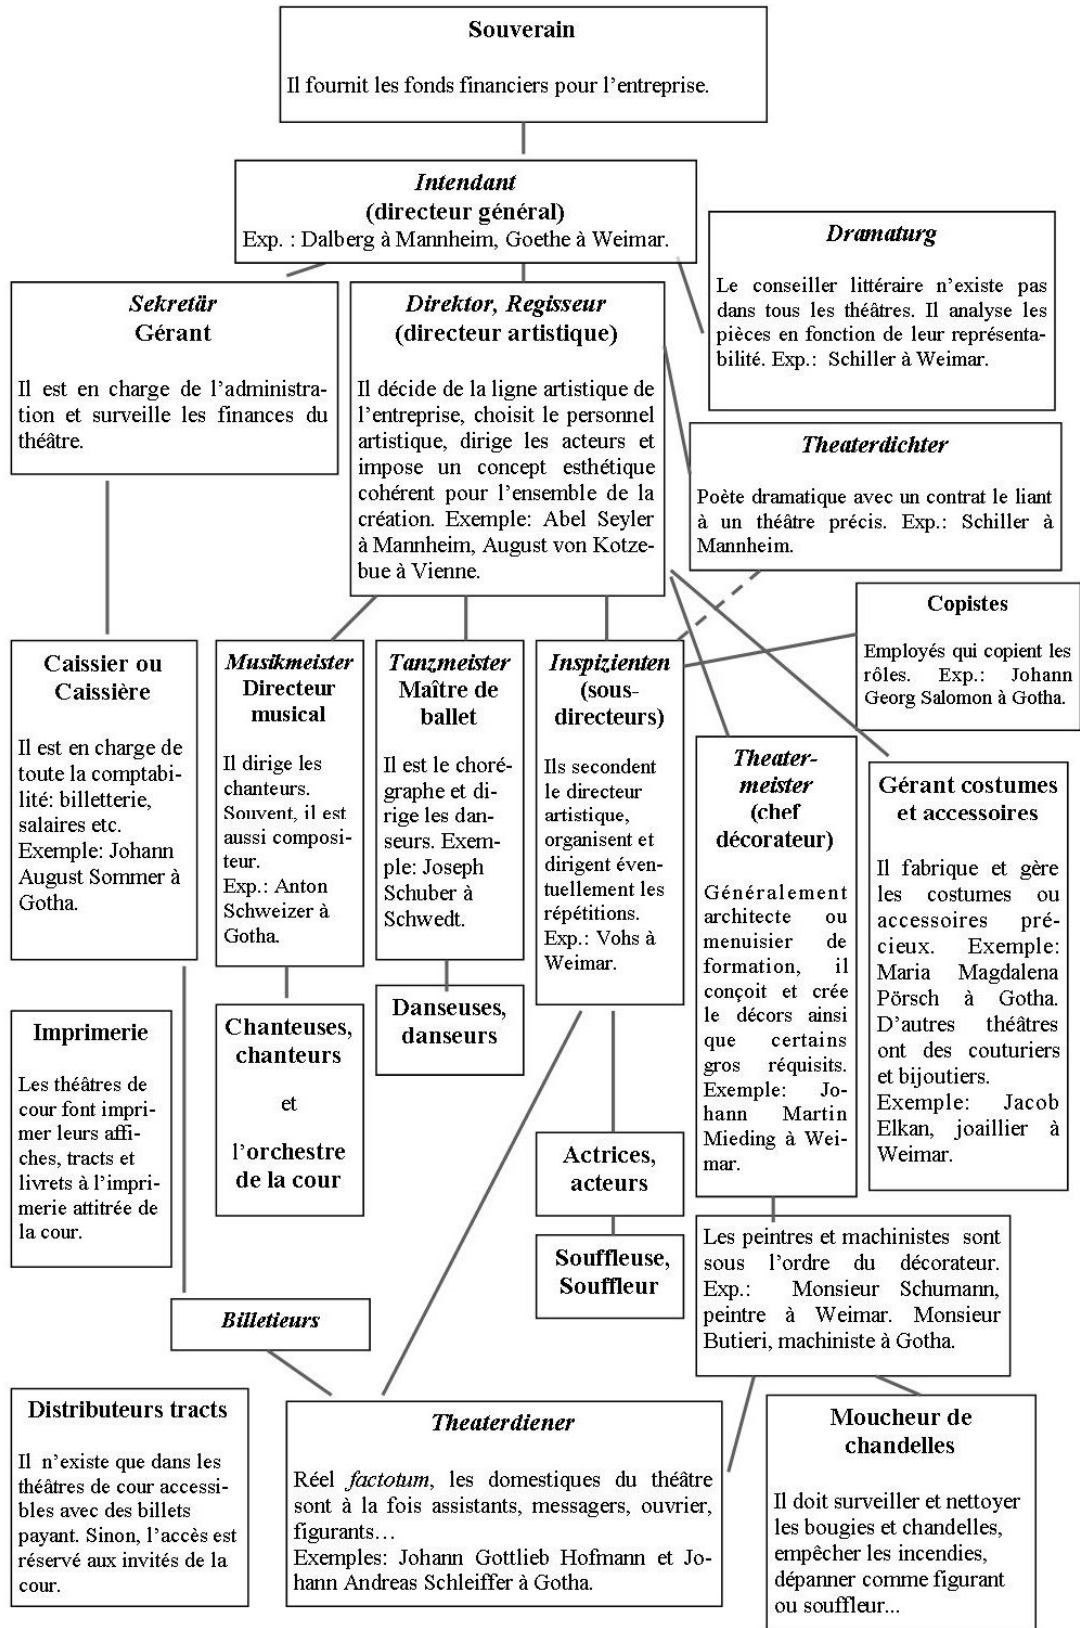 Souverain
Il fournit les fonds financiers pour l'entreprise.
Intendant
(directeur général)
Exp. : Dalberg à Mannheim, Goethe à Weimar.
Dramaturg
Le conseiller littéraire n'existe pas
dans tous les théâtres. Il analyse les
pièces en fonction de leur représenta-
bilité. Exp.: Schiller à Weimar.
Sekretär
Gérant
Il est en charge de l'administra-
tion et surveille les finances du
théâtre.
Direktor, Regisseur
(directeur artistique)
Il décide de la ligne artistique de
l'entreprise, choisit le personnel
artistique, dirige les acteurs et
impose un concept esthétique
cohérent pour l'ensemble de la
création. Exemple: Abel Seyler
à Mannheim, August von Kotze-
bue à Vienne.
Theaterdichter
Poète dramatique avec un contrat le liant
à un théâtre précis. Exp.: Schiller à
Mannheim.
Copistes
Employés qui copient les
rôles. Exp.: Johann
Georg Salomon à Gotha.
Caissier ou
Caissière
Il est en charge de
toute la comptabi-
lité: billetterie,
salaires etc.
Exemple: Johann
August Sommer à
Gotha.
Musikmeister
Directeur
musical
Il dirige les
chanteurs.
Souvent, il est
aussi composi-
teur.
Exp.: Anton
Schweizer à
Gotha.
Tanzmeister
Maître de
ballet
Il est le choré-
graphe et di-
rige les dan-
seurs. Exem-
ple: Joseph
Schuber à
Schwedt.
Inspizienten
(sous-
directeurs)
Ils secondent
le directeur
artistique,
organisent et
dirigent éven-
tuellement les
répétitions.
Exp.: Vohs à
Weimar.
Theater-
meister
(chef
décorateur)
Généralement
architecte ou
menuisier de
formation, il
conçoit et crée
le décors ainsi
que certains
gros réquisits.
Exemple: Jo-
hann Martin
Mieding à Wei-
mar.
Gérant costumes
et accessoires
Il fabrique et gère
les costumes ou
accessoires pré-
cieux. Exemple:
Maria Magdalena
Pörsch à Gotha.
D'autres théâtres
ont des couturiers
et bijoutiers.
Exemple: Jacob
Elkan, joaillier à
Weimar.
Imprimerie
Les théâtres de
cour font impri-
mer leurs affi-
ches, tracts et
livrets à l'impri-
merie attitrée de
la cour.
Chanteuses,
chanteurs
et
l'orchestre
de la cour
Danseuses,
danseurs
Actrices,
acteurs
Souffleuse,
Souffleur
Les peintres et machinistes sont
sous l'ordre du décorateur.
Exp.: Monsieur Schumann,
peintre à Weimar. Monsieur
Butieri, machiniste à Gotha.
Billetieurs
Distributeurs tracts
Il n'existe que dans les
théâtres de cour accessi-
bles avec des billets
payant. Sinon, l'accès est
réservé aux invités de la
cour.
Theaterdiener
Réel factotum, les domestiques du théâtre
sont à la fois assistants, messagers, ouvrier,
figurants…
Exemples: Johann Gottlieb Hofmann et Jo-
hann Andreas Schleiffer à Gotha.
Moucheur de
chandelles
Il doit surveiller et nettoyer
les bougies et chandelles,
empêcher les incendies,
dépanner comme figurant
ou souffleur...